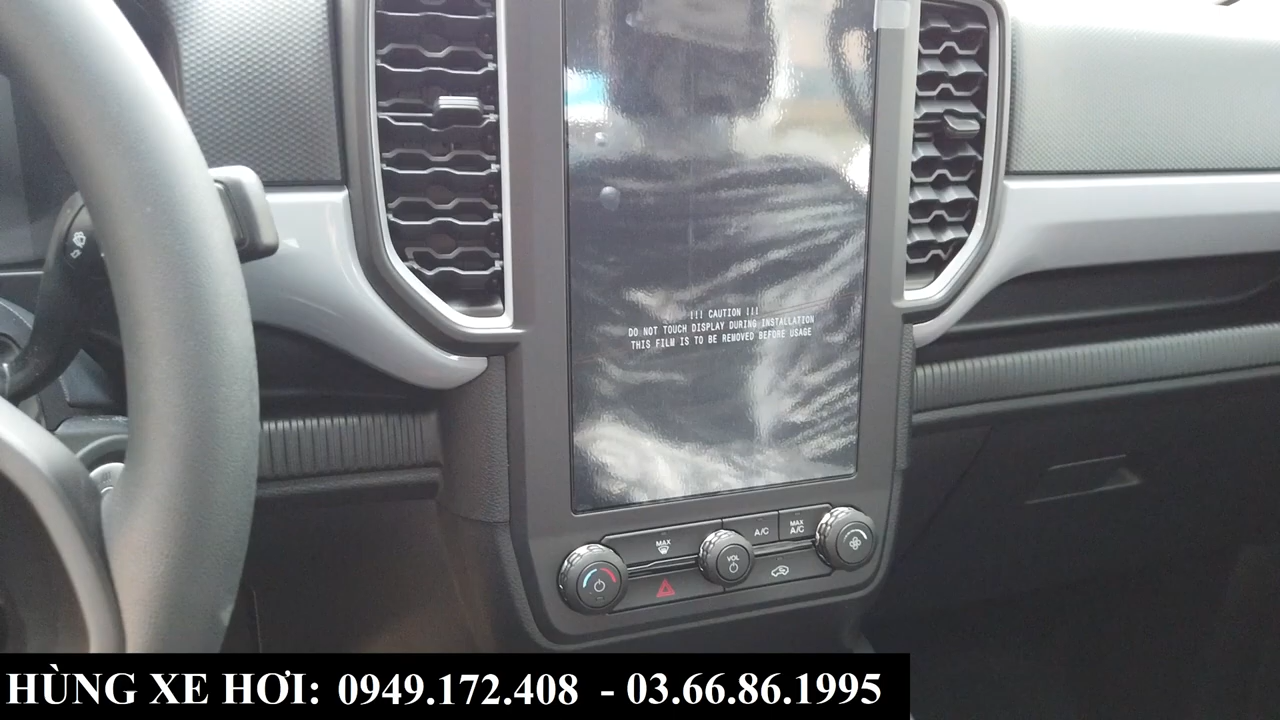 !!! CAUTION !!!
DO NOT TOUCH DISPLAY DURING INSTALLATION
THIS FILM IS TO BE REMOVED BEFORE USAGE
MAX
A/C
MAX
A/C
VOL
HÙNG XE HƠI: 0949.172.408 - 03.66.86.1995